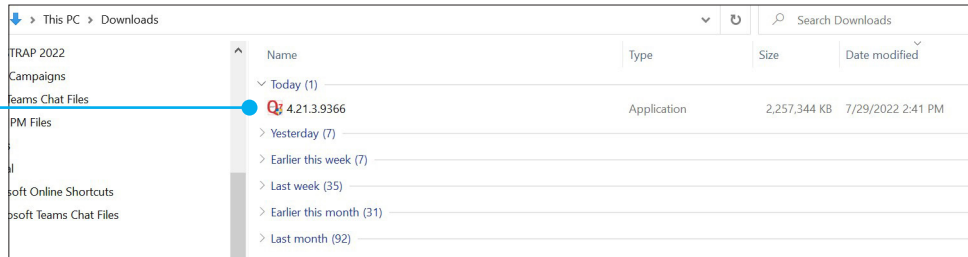 This PC > Downloads
Search Downloads
TRAP 2022
Campaigns
Teams Chat Files
PM Files
soft Online Shortcuts
osoft Teams Chat Files
Name Type Size Date modified
Today (1)
4.21.3.9366 Application 2,257,344 KB 7/29/2022 2:41 PM
Yesterday (7)
Earlier this week (7)
Last week (35)
Earlier this month (31)
Last month (92)